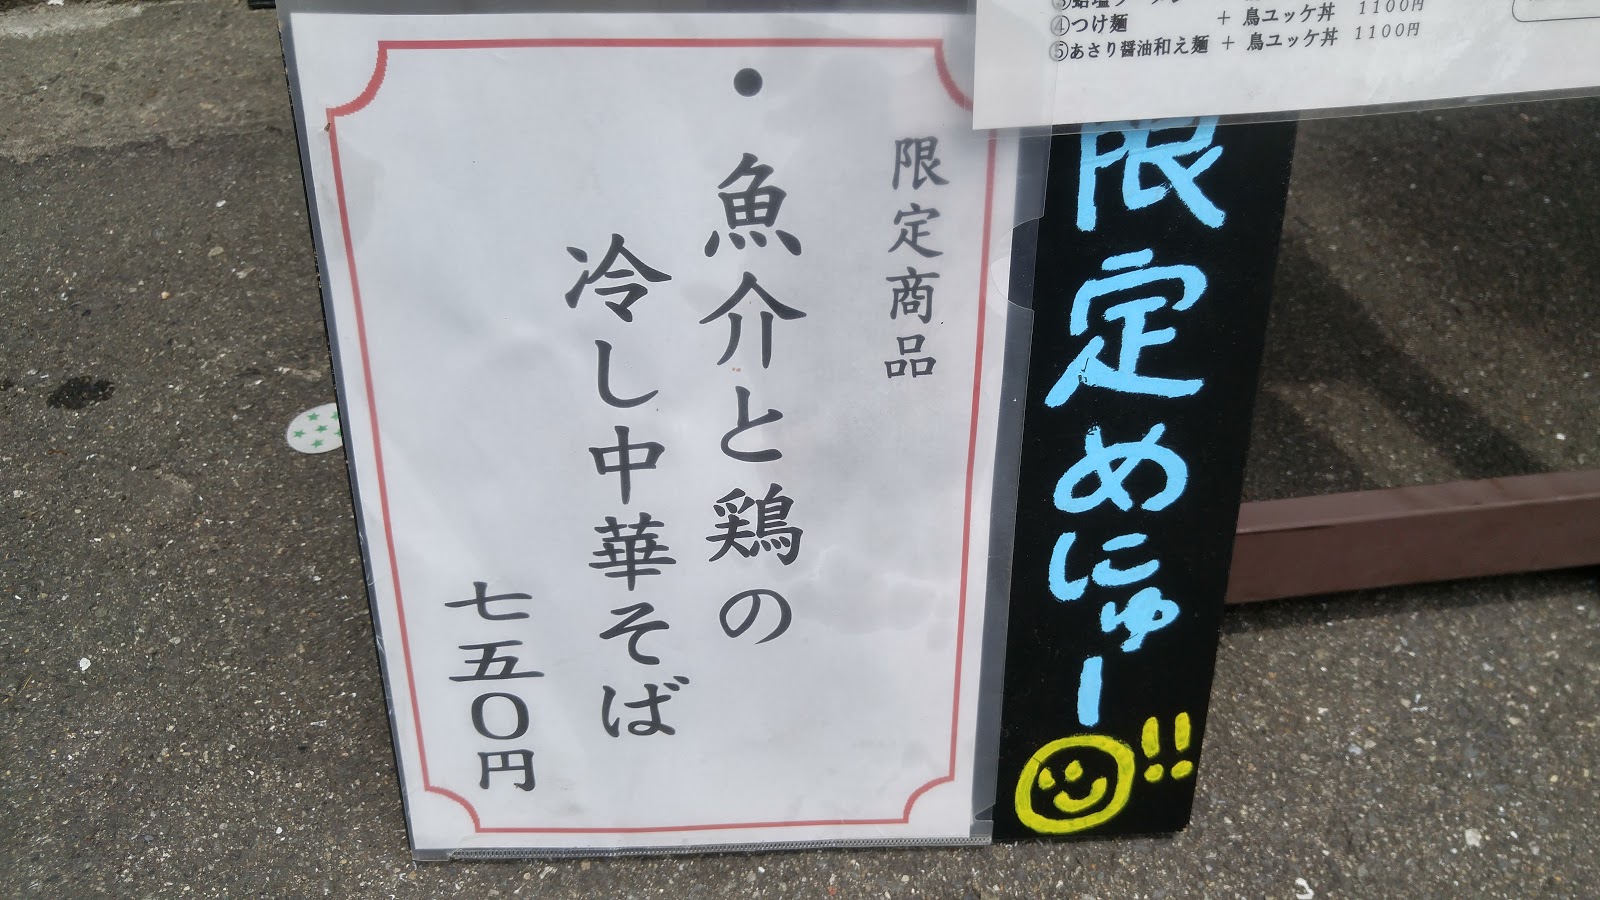 ④つけ麺 + 鳥ユッケ丼 1100円
⑤あさり醤油和え麺 + 鳥ユッケ丼 1100円
限定商品
・魚介と鶏の
冷し中華そば
七五〇円
限定めにゅー!!